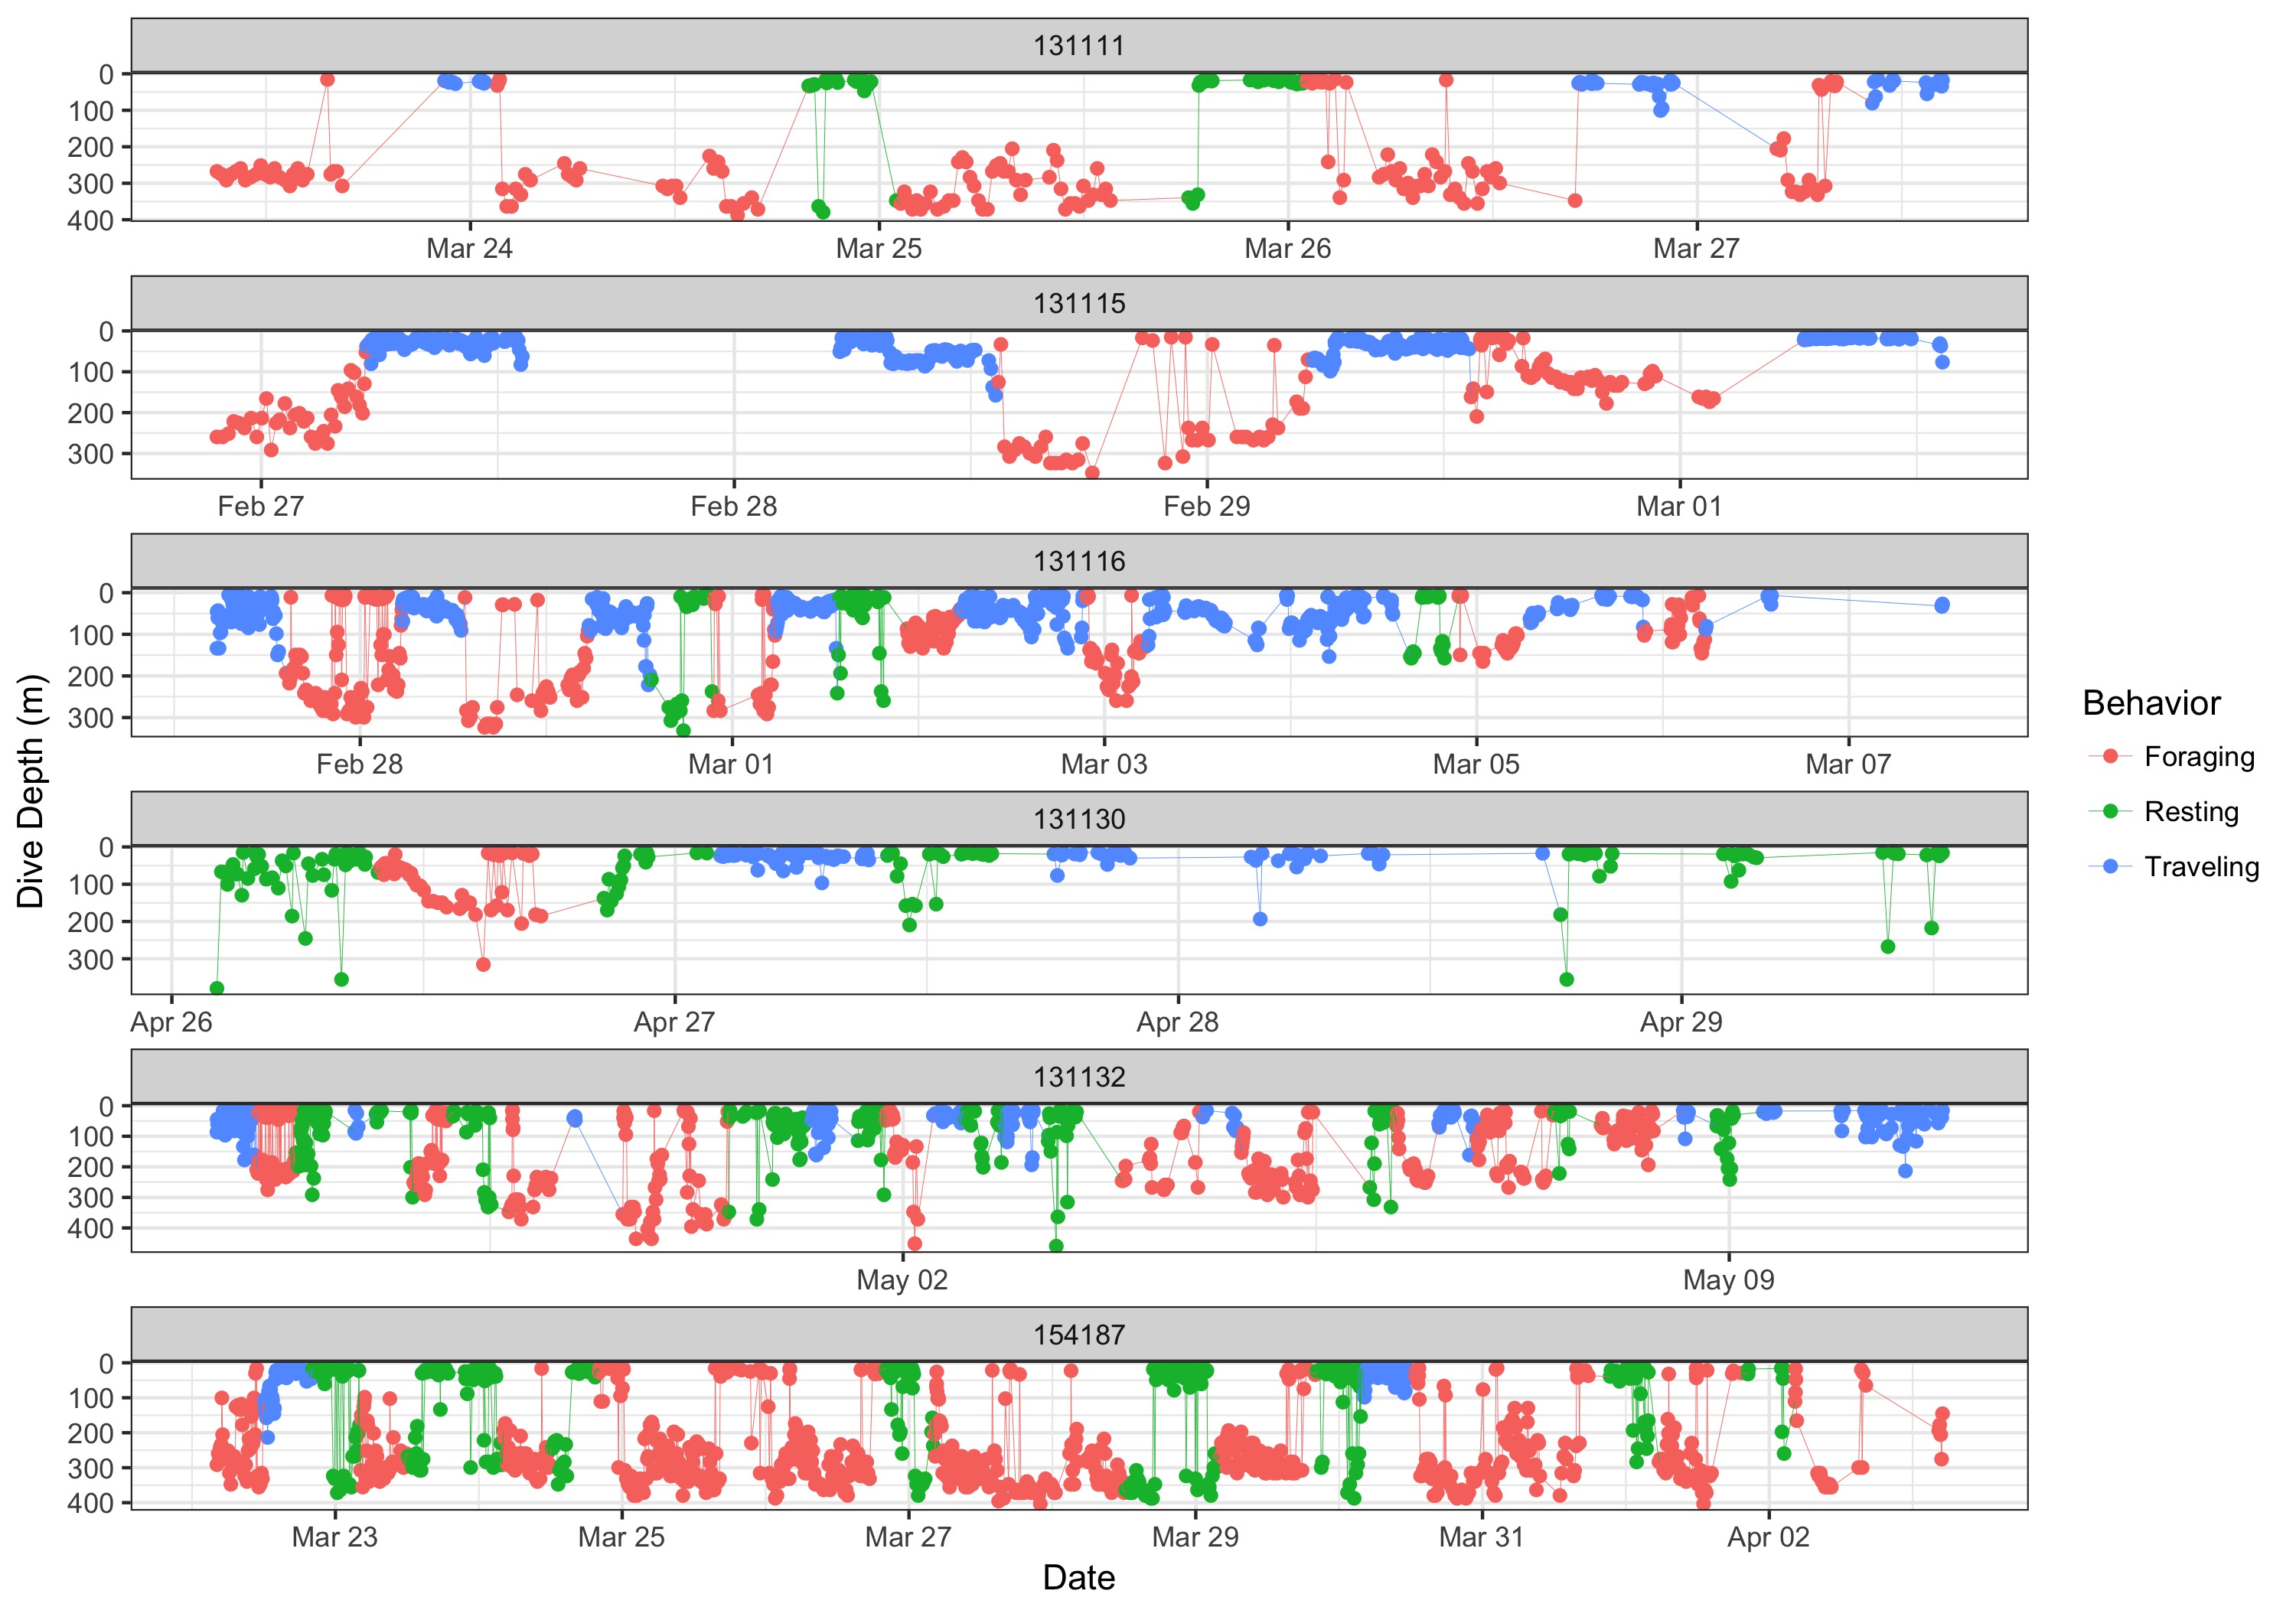 131111
0
100
200
300
400
Mar 24 Mar 25 Mar 26 Mar 27
131115
0
100
200
300
Feb 27 Feb 28 Feb 29 Mar 01
131116
0
100
200
300
Feb 28 Mar 01 Mar 03 Mar 05 Mar 07
131130
0
100
200
300
Apr 26 Apr 27 Apr 28 Apr 29
131132
0
100
200
300
400
May 02 May 09
154187
0
100
200
300
400
Mar 23 Mar 25 Mar 27 Mar 29 Mar 31 Apr 02
Date
Dive Depth (m)
Behavior
Foraging
Resting
Traveling